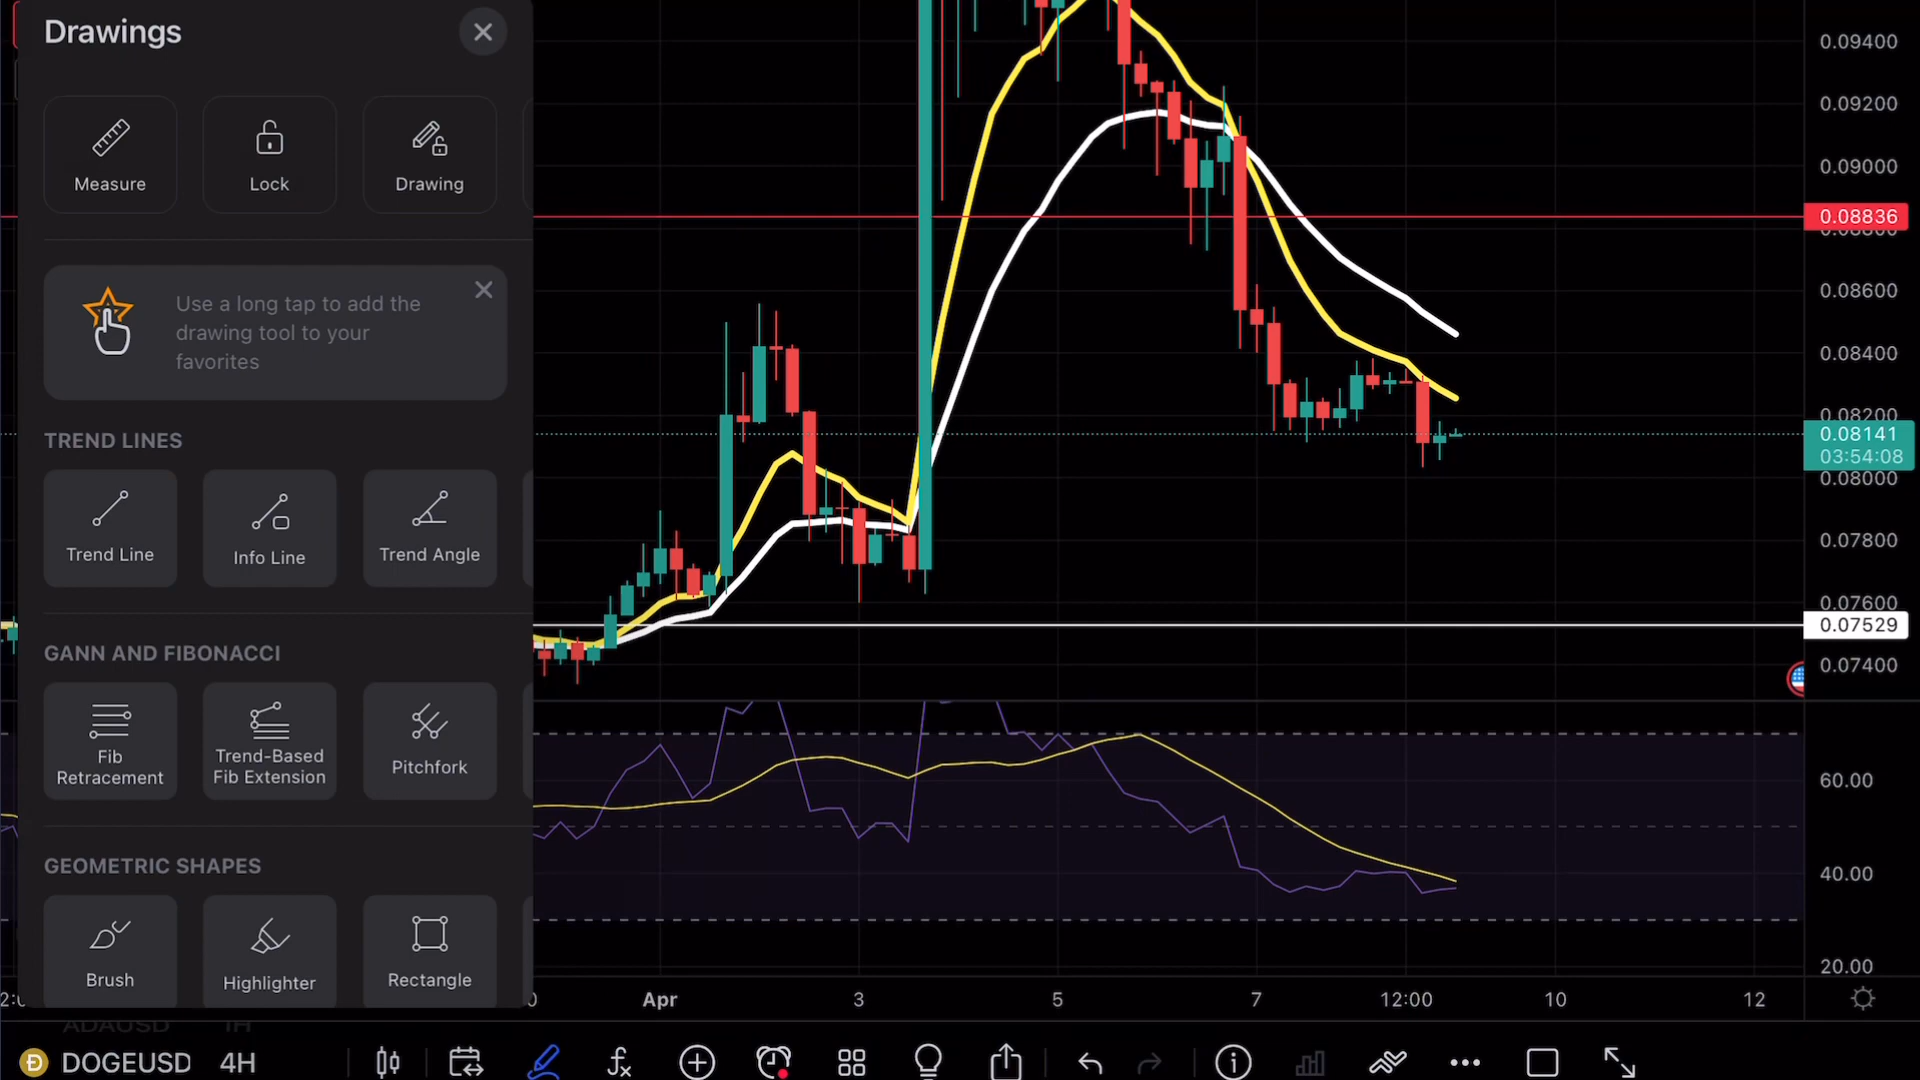 Drawings
Measure
Lock
Drawing
Use a long tap to add the
drawing tool to your
favorites
TREND LINES
Trend Line
Info Line
Trend Angle
GANN AND FIBONACCI
Fib
Retracement
Trend-Based
Fib Extension
Pitchfork
GEOMETRIC SHAPES
Brush
Highlighter
Rectangle
0.09400
0.09200
0.09000
0.08836
0.08800
0.08600
0.08400
0.08200
0.08141
03:54:08
0.08000
0.07800
0.07600
0.07529
0.07400
60.00
40.00
20.00
Apr
3
5
7
12:00
10
12
ADAUSD 1H
DOGEUSD 4H